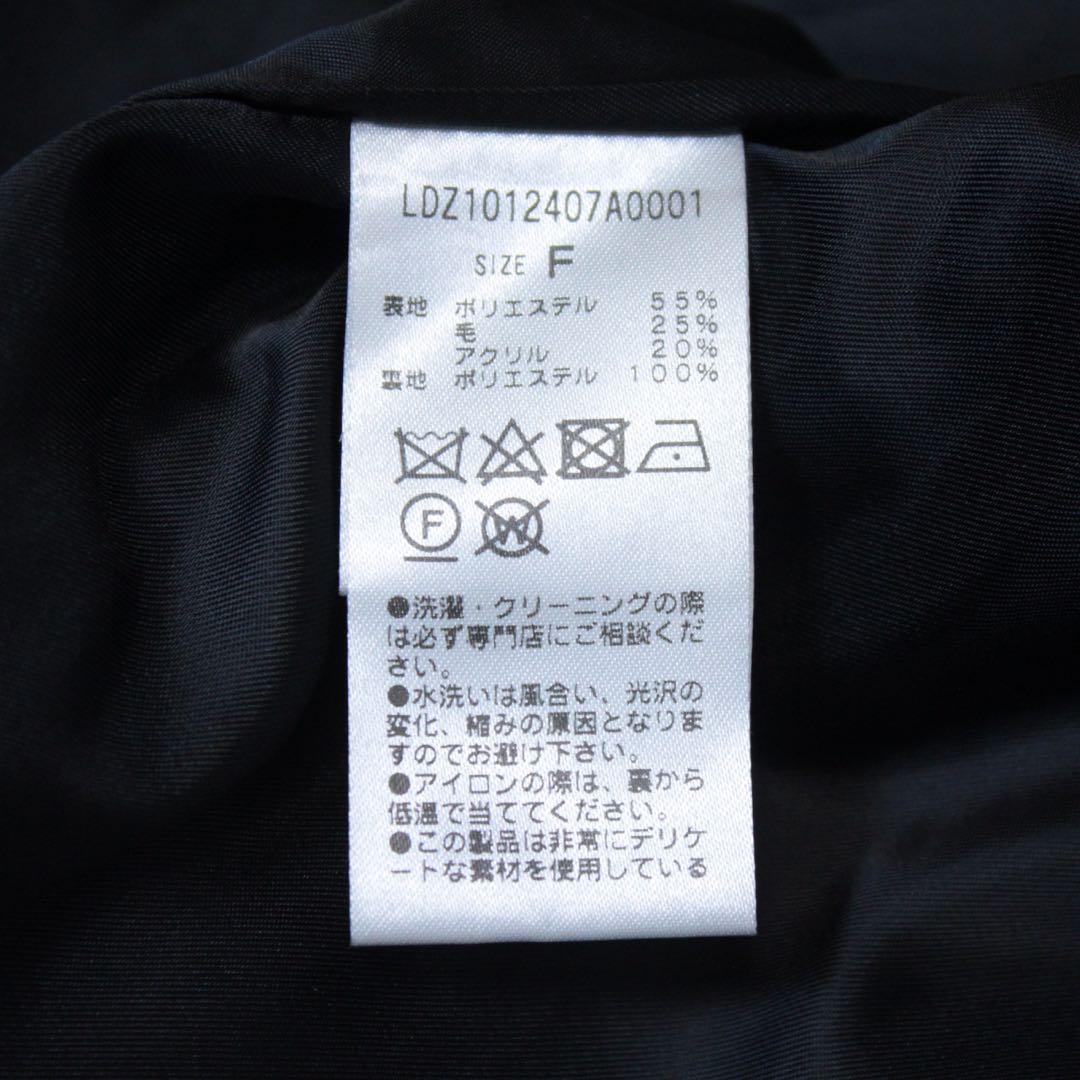 LDZ1012407A0001
SIZE F
表地 ポリエステル 55%
毛 25%
アクリル 20%
裏地 ポリエステル 100%
F W
●洗濯・クリーニングの際
は必ず専門店にご相談くだ
さい。
●水洗いは風合い、光沢の
変化、縮みの原因となりま
すのでお避け下さい。
●アイロンの際は、裏から
低温で当ててください。
●この製品は非常にデリケ
ートな素材を使用している